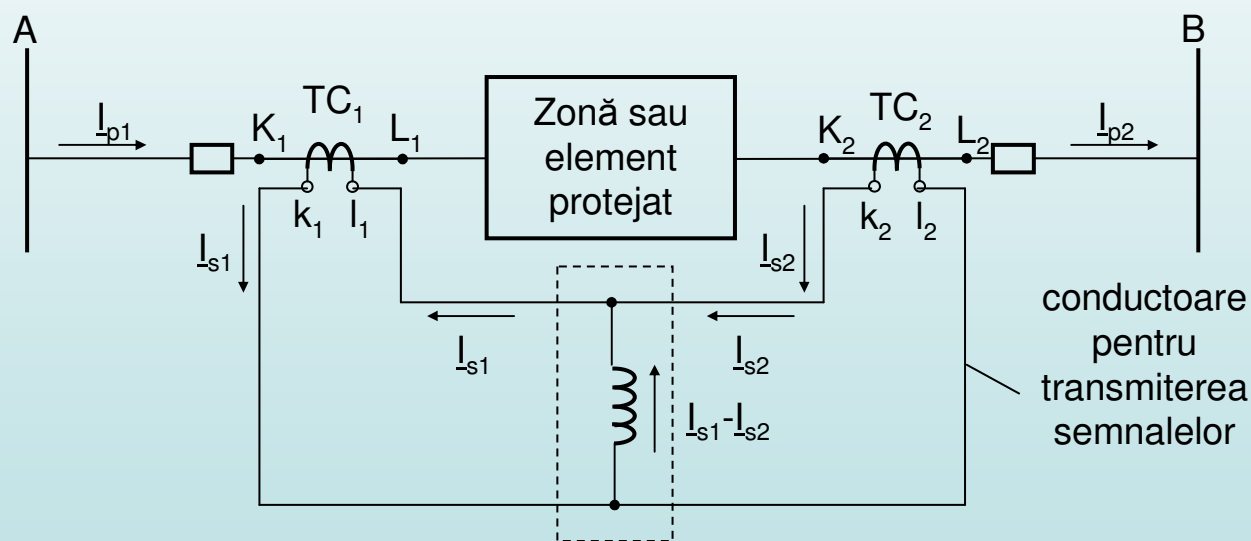 A
B
I_p1
K₁
TC₁
L₁
Zonă sau
element
protejat
K₂
TC₂
L₂
I_p2
k₁
l₁
k₂
l₂
I_s1
I_s2
I_s1
I_s2
I_s1-I_s2
conductoare
pentru
transmiterea
semnalelor